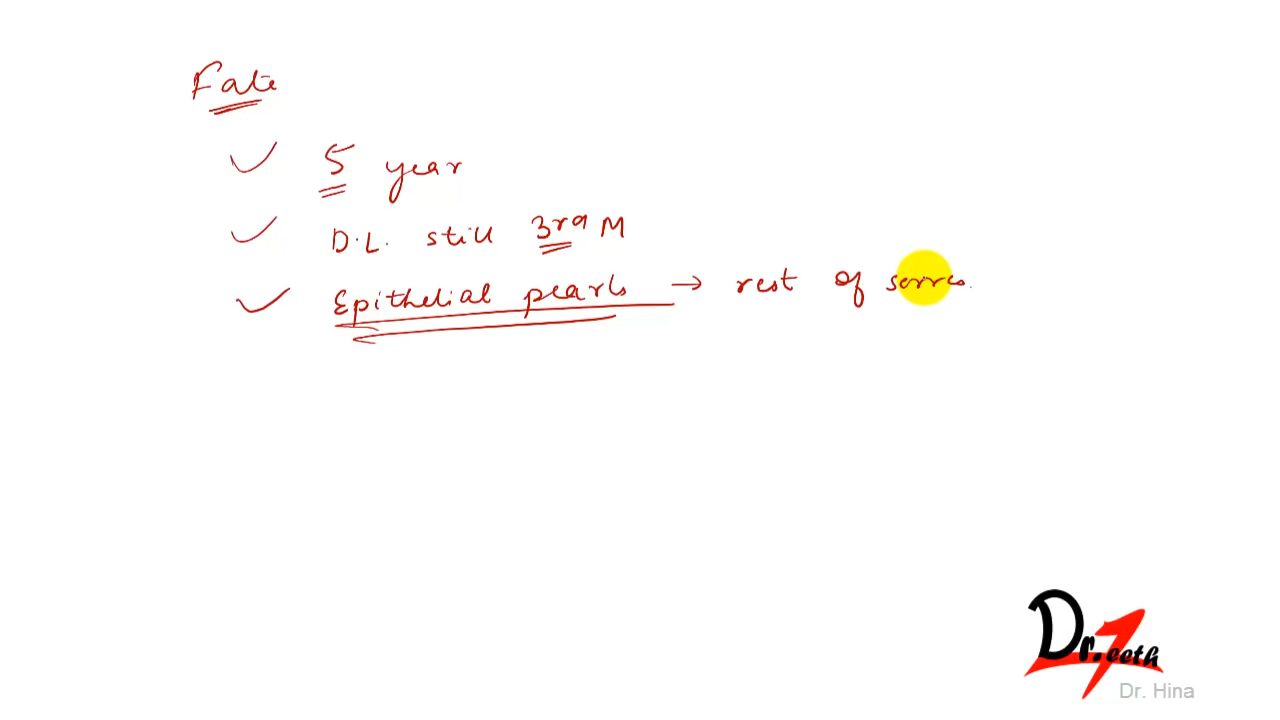 Fate
5 year
D.L. still 3rd M
Epithelial pearls → rest of serres
Dr. Teeth
Dr. Hina